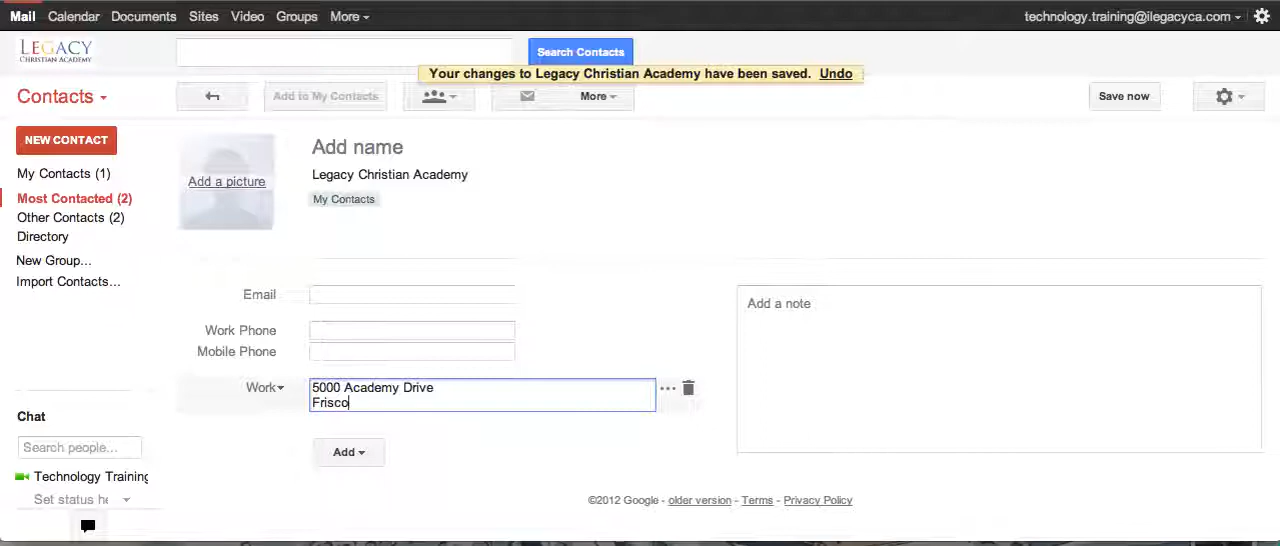 Mail Calendar Documents Sites Video Groups More technology.training@ilegacyca.com
LEGACY
CHRISTIAN ACADEMY
Search Contacts
Your changes to Legacy Christian Academy have been saved. Undo
Contacts
Add to My Contacts
More
Save now
NEW CONTACT
My Contacts (1)
Most Contacted (2)
Other Contacts (2)
Directory
New Group...
Import Contacts...
Add a picture
Add name
Legacy Christian Academy
My Contacts
Email
Work Phone
Mobile Phone
Work
5000 Academy Drive
Frisco
Add
Add a note
Chat
Search people...
Technology Training
Set status he
©2012 Google - older version - Terms - Privacy Policy